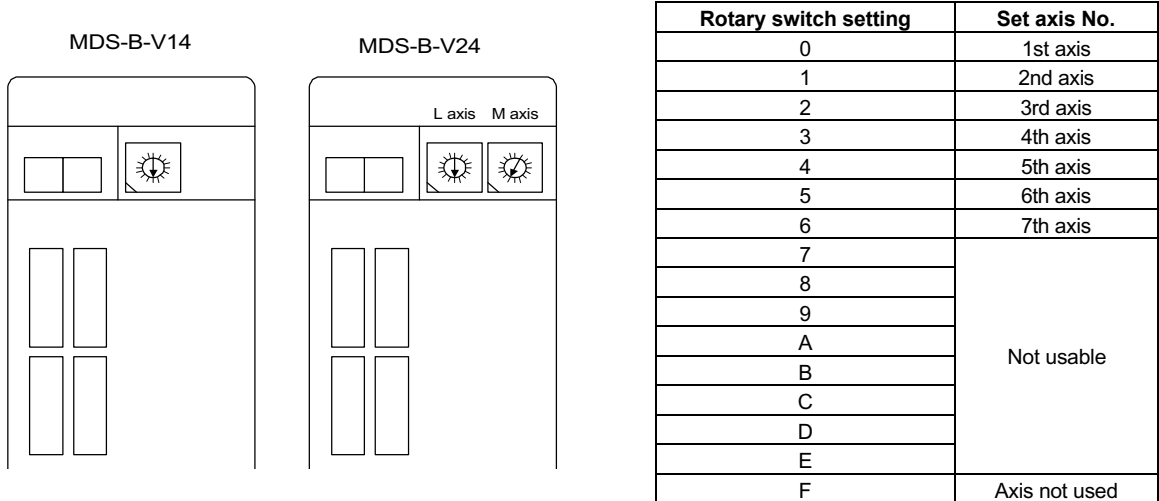 MDS-B-V14
MDS-B-V24
L axis M axis
Rotary switch setting Set axis No.
0 1st axis
1 2nd axis
2 3rd axis
3 4th axis
4 5th axis
5 6th axis
6 7th axis
7
8
9
A
B
C
D
E
Not usable
F Axis not used